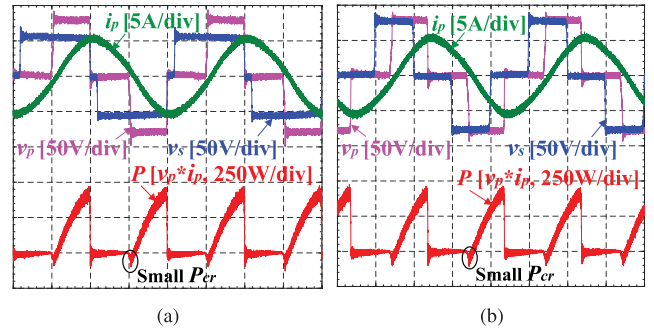 i_p [5A/div]
v_p [50V/div]
v_s [50V/div]
P [v_p*i_p, 250W/div]
Small P_cr
(a)
i_p [5A/div]
v_p [50V/div]
v_s [50V/div]
P [v_p*i_p, 250W/div]
Small P_cr
(b)